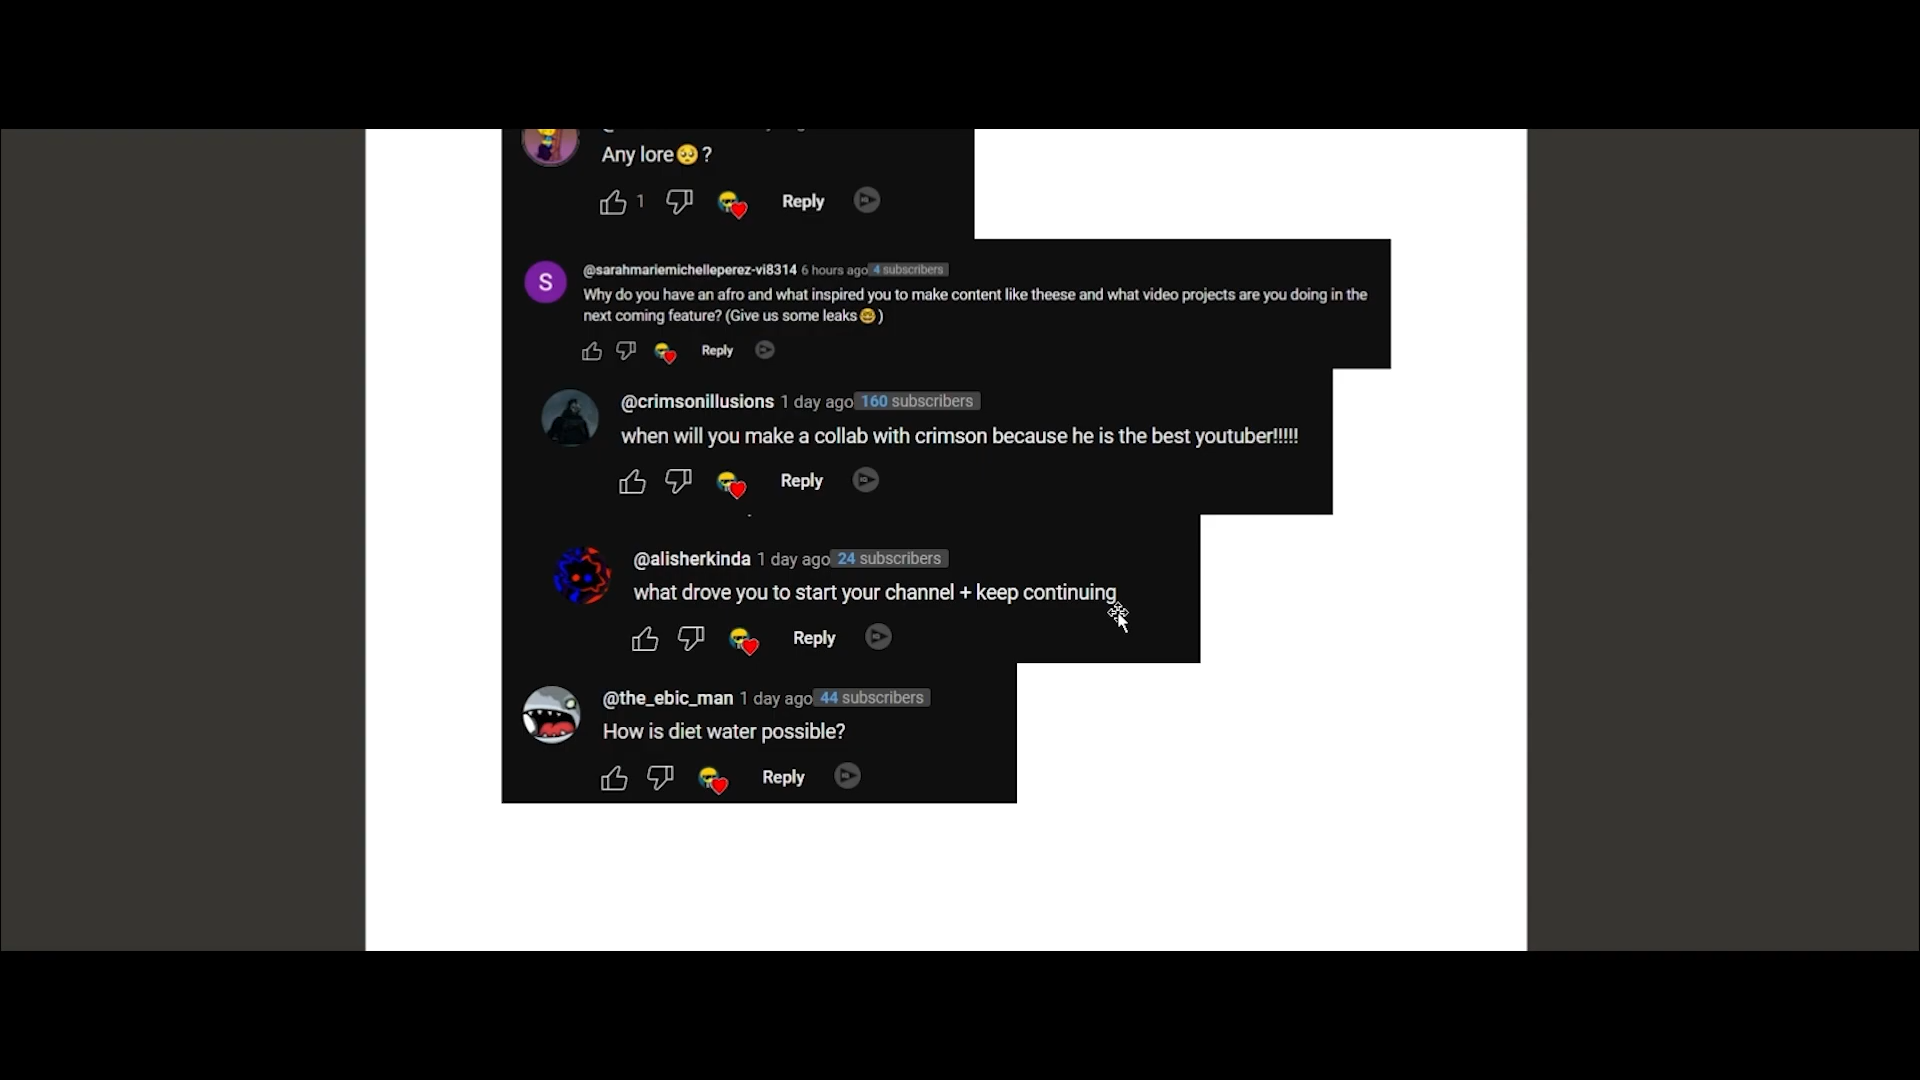 Any lore🥺?
1 Reply
@sarahmariemichelleperez-vi8314 6 hours ago 4 subscribers
Why do you have an afro and what inspired you to make content like theese and what video projects are you doing in the
next coming feature? (Give us some leaks🤓)
Reply
@crimsonillusions 1 day ago 160 subscribers
when will you make a collab with crimson because he is the best youtuber!!!!!
Reply
@alisherkinda 1 day ago 24 subscribers
what drove you to start your channel + keep continuing
Reply
@the_ebic_man 1 day ago 44 subscribers
How is diet water possible?
Reply
S